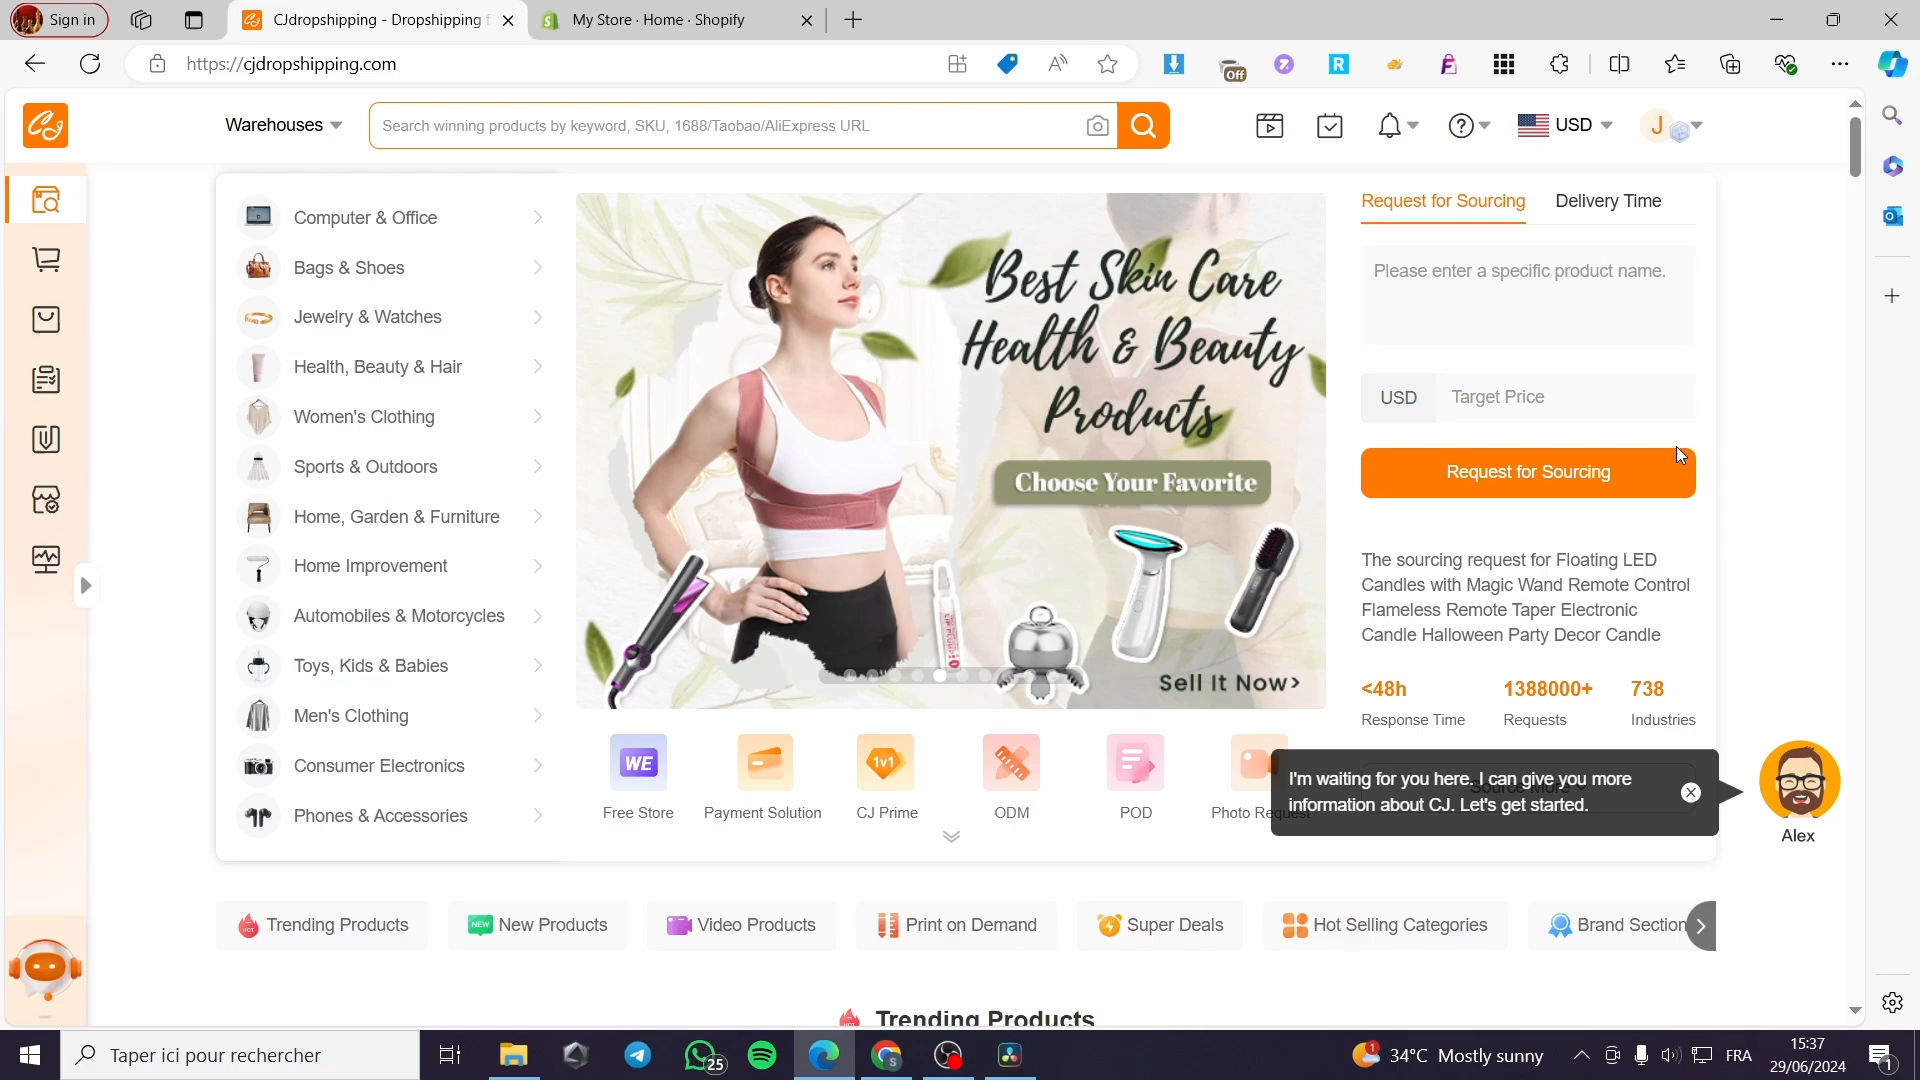 Sign in
CJdropshipping - Dropshipping f
My Store · Home · Shopify
https://cjdropshipping.com
Off
Warehouses
Search winning products by keyword, SKU, 1688/Taobao/AliExpress URL
USD
J
Computer & Office
Bags & Shoes
Jewelry & Watches
Health, Beauty & Hair
Women's Clothing
Sports & Outdoors
Home, Garden & Furniture
Home Improvement
Automobiles & Motorcycles
Toys, Kids & Babies
Men's Clothing
Consumer Electronics
Phones & Accessories
Best Skin Care
Health & Beauty
Products
Choose Your Favorite
Sell It Now>
WE
Free Store
Payment Solution
1v1
CJ Prime
ODM
POD
Photo Request
Request for Sourcing
Delivery Time
Please enter a specific product name.
USD
Target Price
Request for Sourcing
The sourcing request for Floating LED
Candles with Magic Wand Remote Control
Flameless Remote Taper Electronic
Candle Halloween Party Decor Candle
<48h
1388000+
738
Response Time
Requests
Industries
Source More
I'm waiting for you here. I can give you more
information about CJ. Let's get started.
Alex
HOT
Trending Products
NEW
New Products
Video Products
Print on Demand
Super Deals
Hot Selling Categories
Brand Section
Trending Products
Taper ici pour rechercher
25
1
34°C Mostly sunny
FRA
15:37
29/06/2024
1